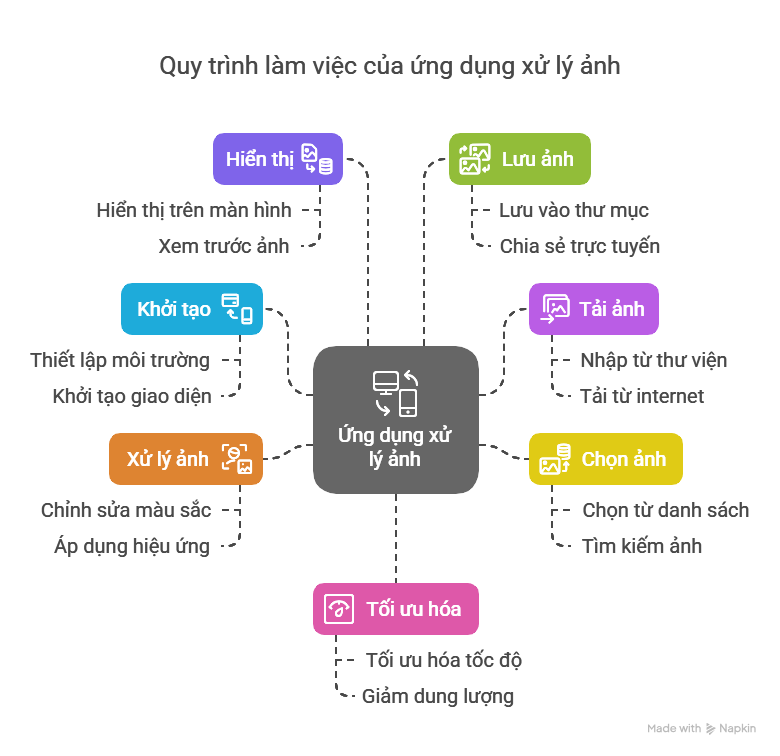 Quy trình làm việc của ứng dụng xử lý ảnh
Hiển thị
Hiển thị trên màn hình
Xem trước ảnh
Lưu ảnh
Lưu vào thư mục
Chia sẻ trực tuyến
Khởi tạo
Thiết lập môi trường
Khởi tạo giao diện
Tải ảnh
Nhập từ thư viện
Tải từ internet
Ứng dụng xử
lý ảnh
Xử lý ảnh
Chỉnh sửa màu sắc
Áp dụng hiệu ứng
Chọn ảnh
Chọn từ danh sách
Tìm kiếm ảnh
Tối ưu hóa
Tối ưu hóa tốc độ
Giảm dung lượng
Made with Napkin